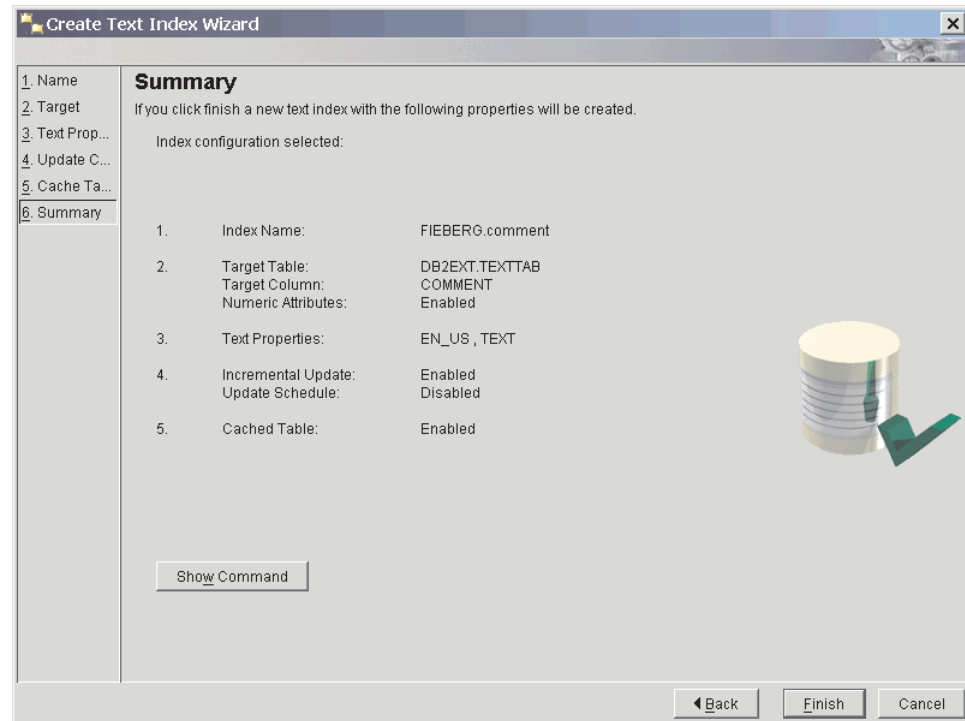 Create Text Index Wizard
1. Name
2. Target
3. Text Prop...
4. Update C...
5. Cache Ta...
6. Summary
Summary
If you click finish a new text index with the following properties will be created.
Index configuration selected:
1. Index Name: FIEBERG.comment
2. Target Table: DB2EXT.TEXTTAB
Target Column: COMMENT
Numeric Attributes: Enabled
3. Text Properties: EN_US , TEXT
4. Incremental Update: Enabled
Update Schedule: Disabled
5. Cached Table: Enabled
Show Command
Back Finish Cancel